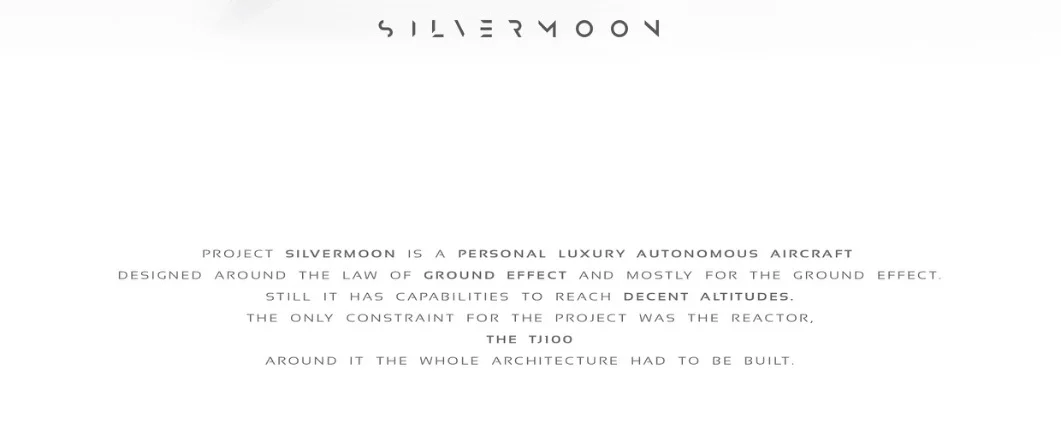 SILVERMOON
PROJECT SILVERMOON IS A PERSONAL LUXURY AUTONOMOUS AIRCRAFT
DESIGNED AROUND THE LAW OF GROUND EFFECT AND MOSTLY FOR THE GROUND EFFECT.
STILL IT HAS CAPABILITIES TO REACH DECENT ALTITUDES.
THE ONLY CONSTRAINT FOR THE PROJECT WAS THE REACTOR,
THE TJ100
AROUND IT THE WHOLE ARCHITECTURE HAD TO BE BUILT.